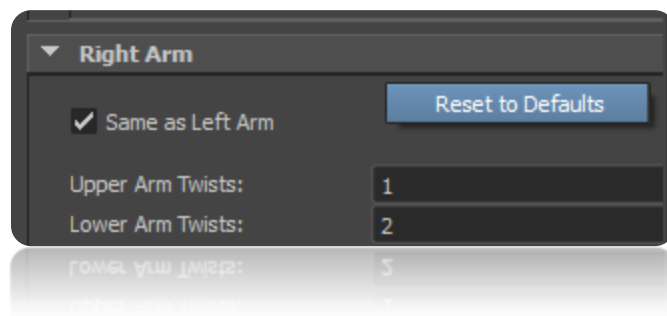 Right Arm
Reset to Defaults
Same as Left Arm
Upper Arm Twists: 1
Lower Arm Twists: 2